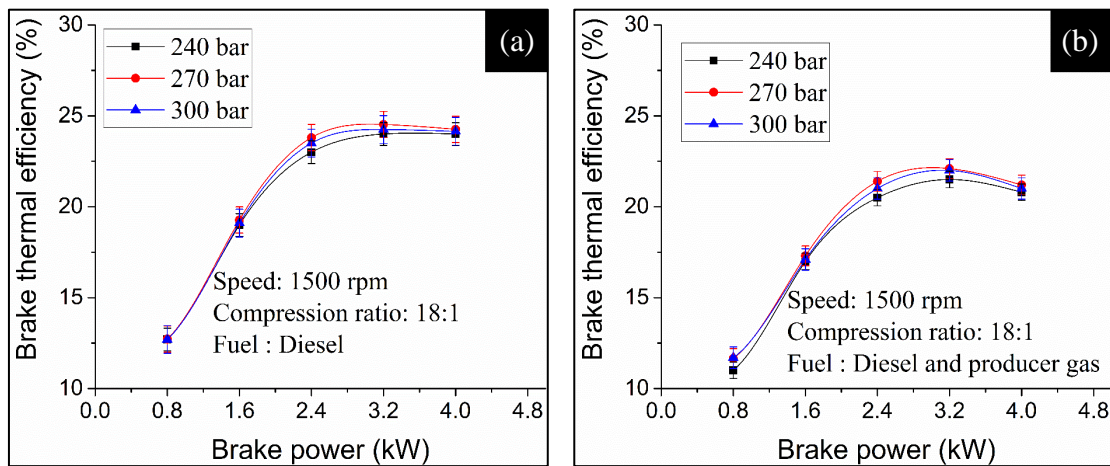 (a)
Brake thermal efficiency (%)
30
25
20
15
10
240 bar
270 bar
300 bar
Speed: 1500 rpm
Compression ratio: 18:1
Fuel : Diesel
0.0 0.8 1.6 2.4 3.2 4.0 4.8
Brake power (kW)
(b)
Brake thermal efficiency (%)
30
25
20
15
10
240 bar
270 bar
300 bar
Speed: 1500 rpm
Compression ratio: 18:1
Fuel : Diesel and producer gas
0.0 0.8 1.6 2.4 3.2 4.0 4.8
Brake power (kW)